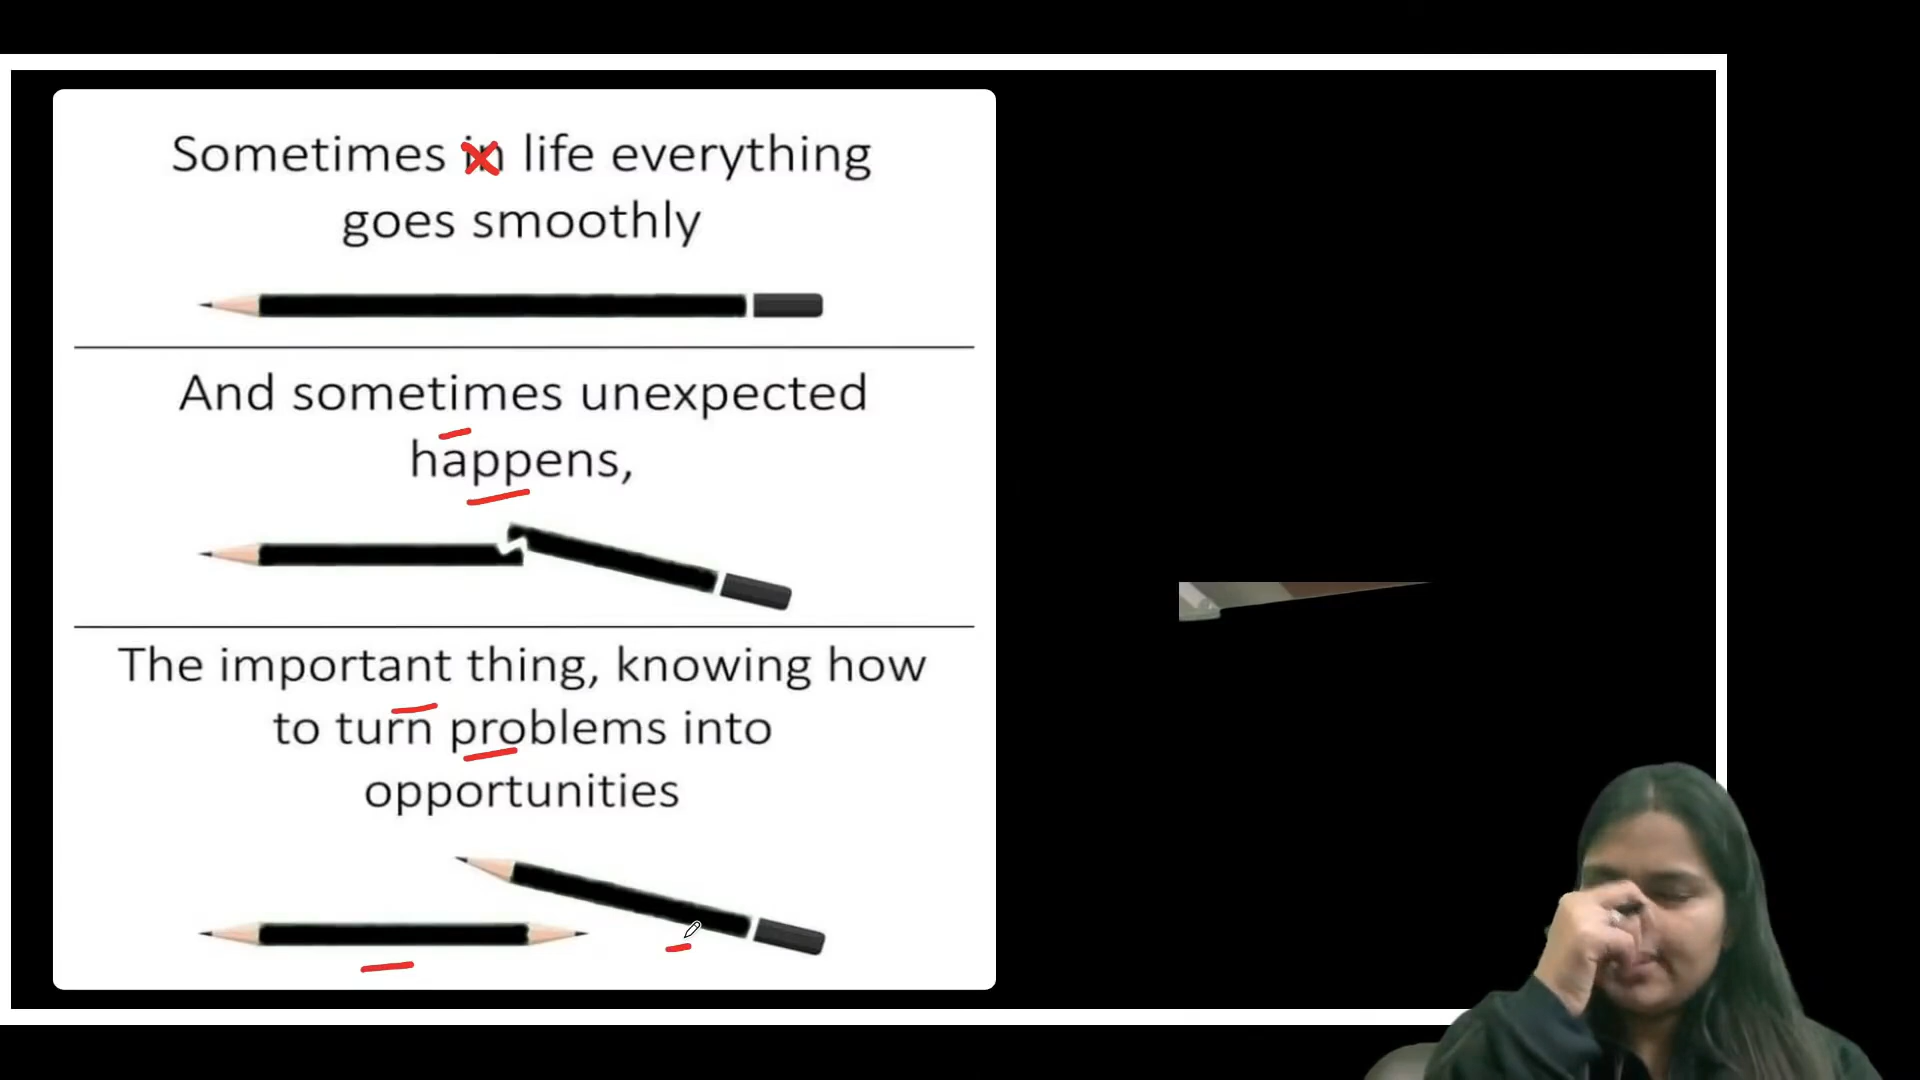 Sometimes in life everything
goes smoothly
And sometimes unexpected
happens,
The important thing, knowing how
to turn problems into
opportunities